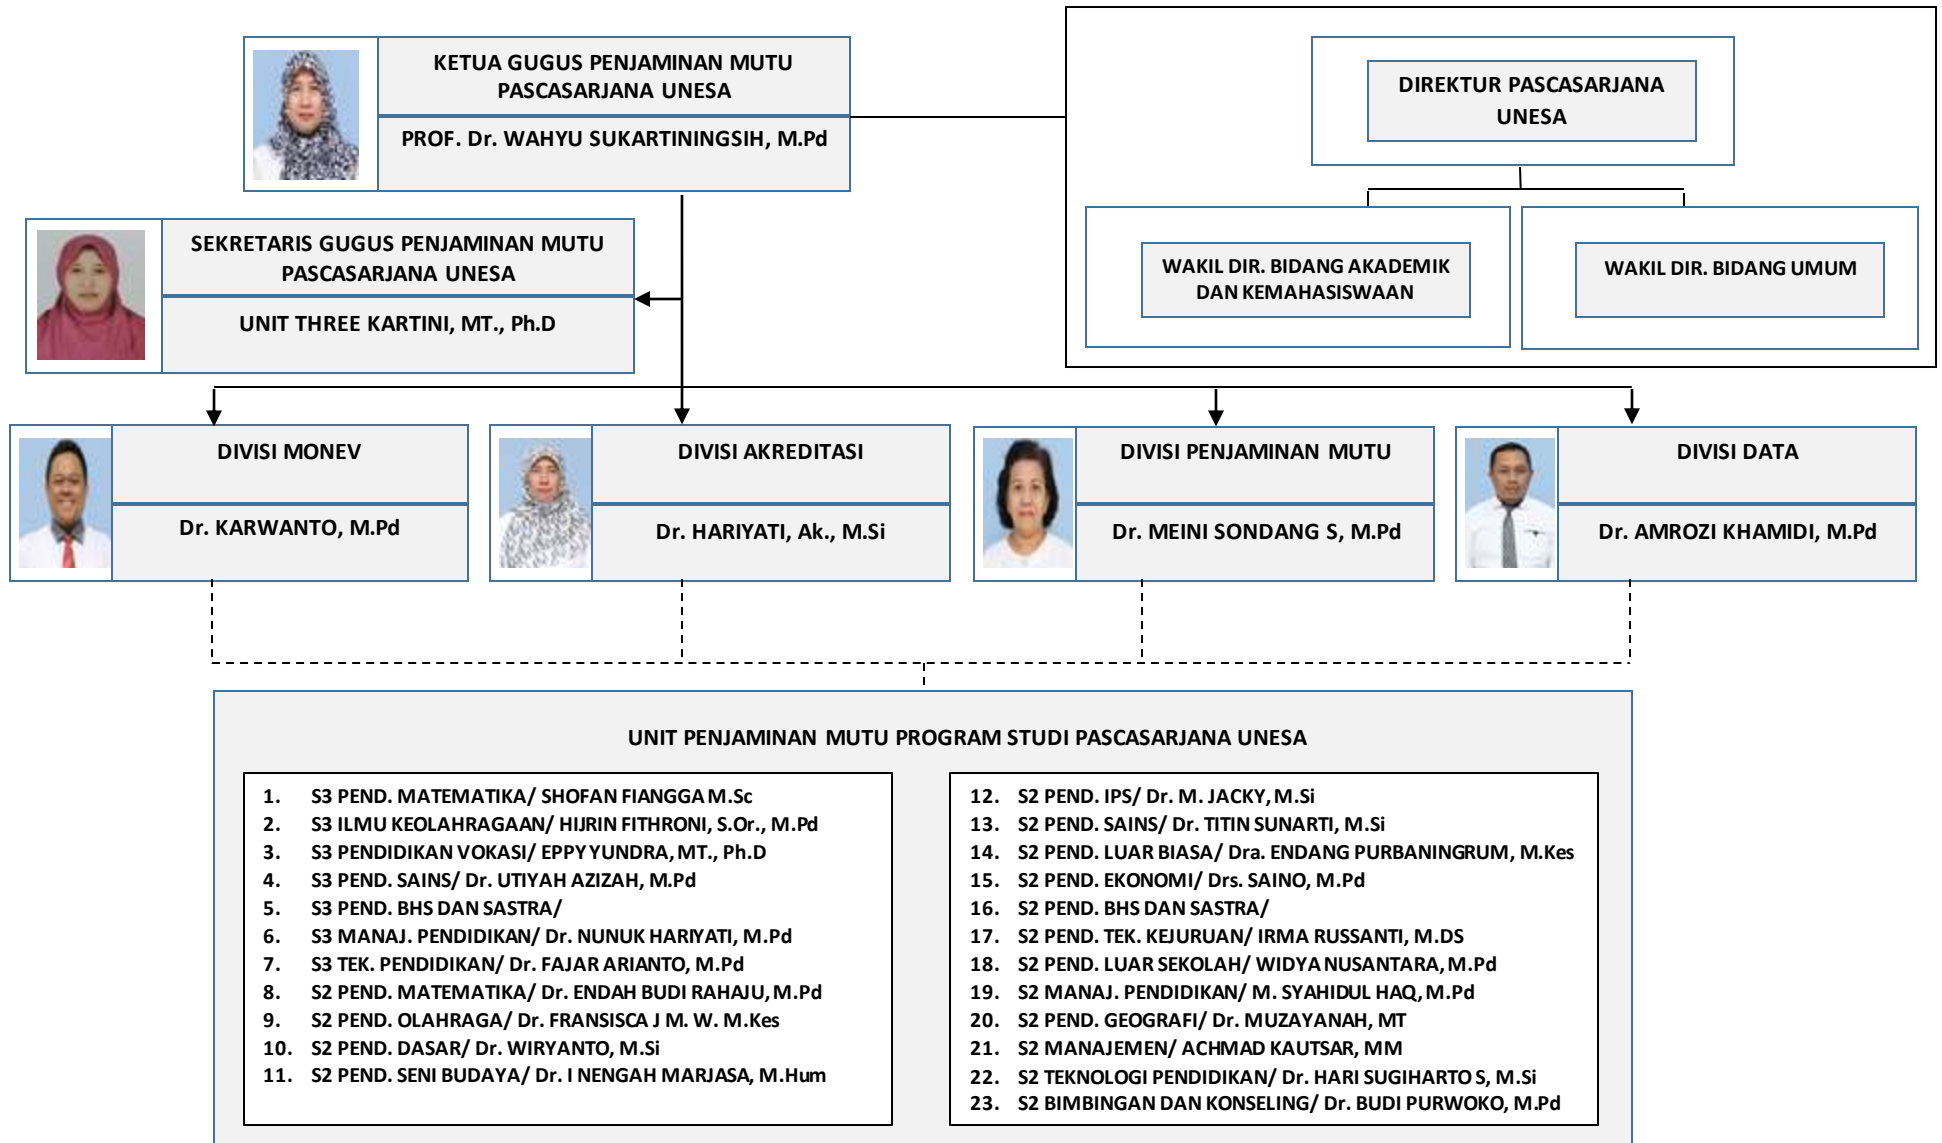 KETUA GUGUS PENJAMINAN MUTU
PASCASARJANA UNESA
PROF. Dr. WAHYU SUKARTININGSIH, M.Pd
DIREKTUR PASCASARJANA
UNESA
WAKIL DIR. BIDANG AKADEMIK
DAN KEMAHASISWAAN
WAKIL DIR. BIDANG UMUM
SEKRETARIS GUGUS PENJAMINAN MUTU
PASCASARJANA UNESA
UNIT THREE KARTINI, MT., Ph.D
DIVISI MONEV
Dr. KARWANTO, M.Pd
DIVISI AKREDITASI
Dr. HARIYATI, Ak., M.Si
DIVISI PENJAMINAN MUTU
Dr. MEINI SONDANG S, M.Pd
DIVISI DATA
Dr. AMROZI KHAMIDI, M.Pd
UNIT PENJAMINAN MUTU PROGRAM STUDI PASCASARJANA UNESA
1. S3 PEND. MATEMATIKA/ SHOFAN FIANGGA M.Sc
2. S3 ILMU KEOLAHRAGAAN/ HIJRIN FITHRONI, S.Or., M.Pd
3. S3 PENDIDIKAN VOKASI/ EPPY YUNDRA, MT., Ph.D
4. S3 PEND. SAINS/ Dr. UTIYAH AZIZAH, M.Pd
5. S3 PEND. BHS DAN SASTRA/
6. S3 MANAJ. PENDIDIKAN/ Dr. NUNUK HARIYATI, M.Pd
7. S3 TEK. PENDIDIKAN/ Dr. FAJAR ARIANTO, M.Pd
8. S2 PEND. MATEMATIKA/ Dr. ENDAH BUDI RAHAJU, M.Pd
9. S2 PEND. OLAHRAGA/ Dr. FRANSISCA J M. W. M.Kes
10. S2 PEND. DASAR/ Dr. WIRYANTO, M.Si
11. S2 PEND. SENI BUDAYA/ Dr. I NENGAH MARJASA, M.Hum
12. S2 PEND. IPS/ Dr. M. JACKY, M.Si
13. S2 PEND. SAINS/ Dr. TITIN SUNARTI, M.Si
14. S2 PEND. LUAR BIASA/ Dra. ENDANG PURBANINGRUM, M.Kes
15. S2 PEND. EKONOMI/ Drs. SAINO, M.Pd
16. S2 PEND. BHS DAN SASTRA/
17. S2 PEND. TEK. KEJURUAN/ IRMA RUSSANTI, M.DS
18. S2 PEND. LUAR SEKOLAH/ WIDYA NUSANTARA, M.Pd
19. S2 MANAJ. PENDIDIKAN/ M. SYAHIDUL HAQ, M.Pd
20. S2 PEND. GEOGRAFI/ Dr. MUZAYANAH, MT
21. S2 MANAJEMEN/ ACHMAD KAUTSAR, MM
22. S2 TEKNOLOGI PENDIDIKAN/ Dr. HARI SUGIHARTO S, M.Si
23. S2 BIMBINGAN DAN KONSELING/ Dr. BUDI PURWOKO, M.Pd